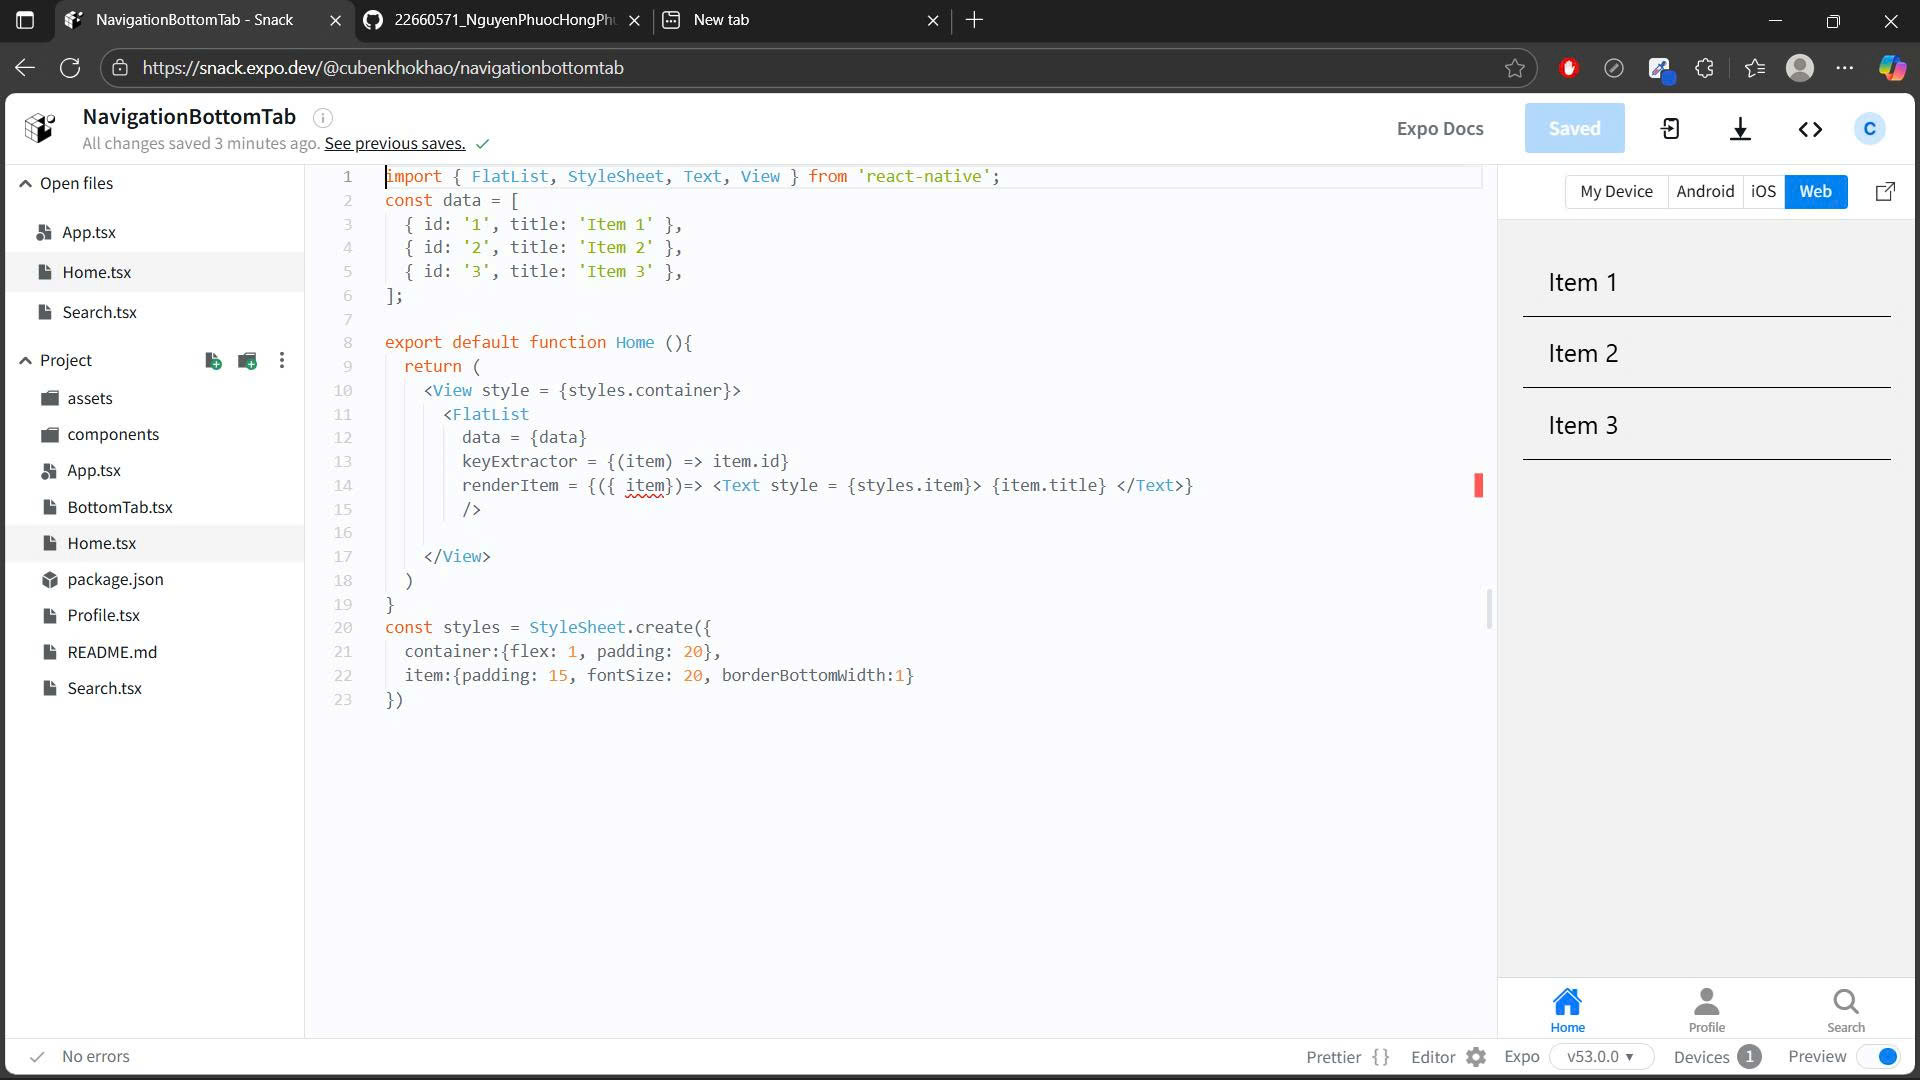 NavigationBottomTab - Snack
22660571_NguyenPhuocHongPh
New tab
https://snack.expo.dev/@cubenkhokhao/navigationbottomtab
NavigationBottomTab
All changes saved 3 minutes ago. See previous saves.
Expo Docs
Saved
C
Open files
App.tsx
Home.tsx
Search.tsx
Project
assets
components
App.tsx
BottomTab.tsx
Home.tsx
package.json
Profile.tsx
README.md
Search.tsx
1 import { FlatList, StyleSheet, Text, View } from 'react-native';
2 const data = [
3 { id: '1', title: 'Item 1' },
4 { id: '2', title: 'Item 2' },
5 { id: '3', title: 'Item 3' },
6 ];
7
8 export default function Home (){
9 return (
10 <View style = {styles.container}>
11 <FlatList
12 data = {data}
13 keyExtractor = {(item) => item.id}
14 renderItem = {({ item})=> <Text style = {styles.item}> {item.title} </Text>}
15 />
16
17 </View>
18 )
19 }
20 const styles = StyleSheet.create({
21 container:{flex: 1, padding: 20},
22 item:{padding: 15, fontSize: 20, borderBottomWidth:1}
23 })
My Device
Android
iOS
Web
Item 1
Item 2
Item 3
Home
Profile
Search
No errors
Prettier {}
Editor
Expo
v53.0.0
Devices 1
Preview